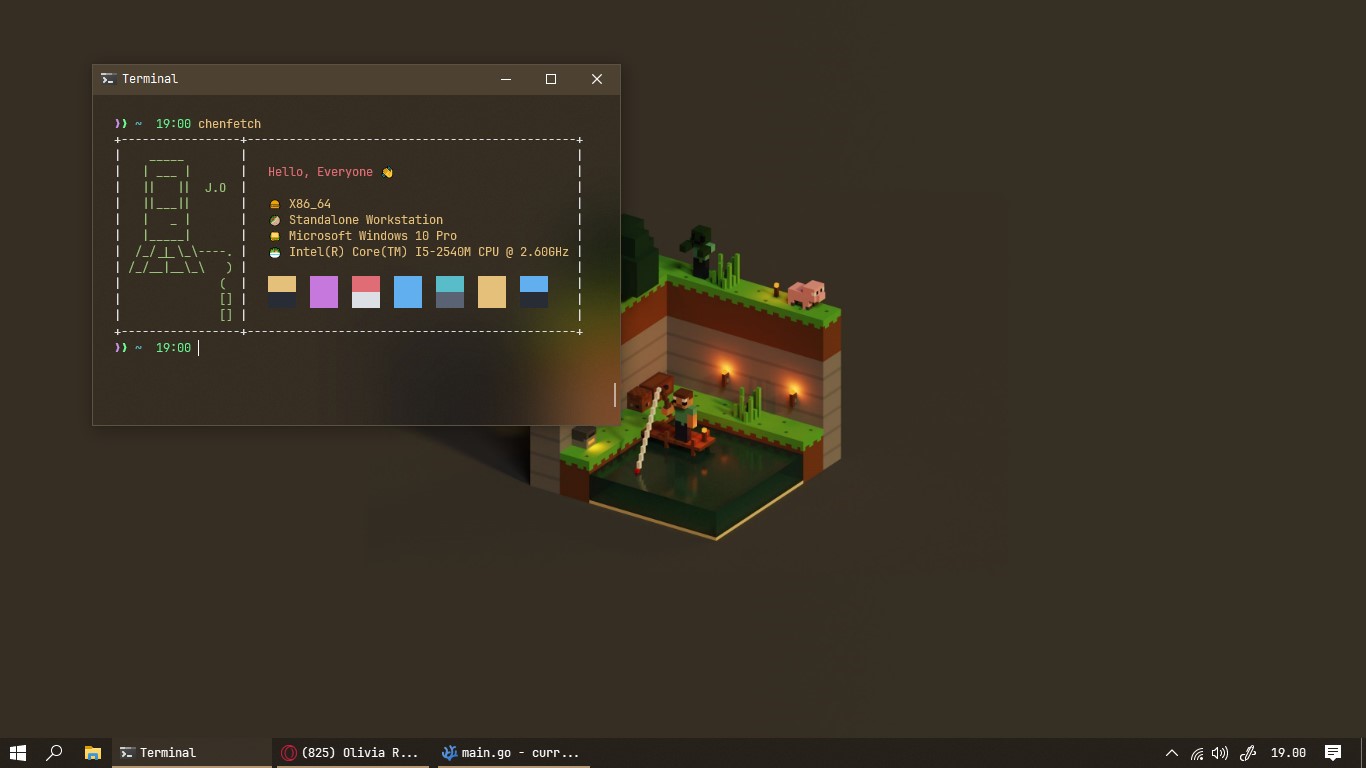 Terminal
❯❯ ~ 19:00 chenfetch
J.O
Hello, Everyone 👋
X86_64
Standalone Workstation
Microsoft Windows 10 Pro
Intel(R) Core(TM) I5-2540M CPU @ 2.60GHz
❯❯ ~ 19:00
Terminal
(825) Olivia R...
main.go - curr...
19.00